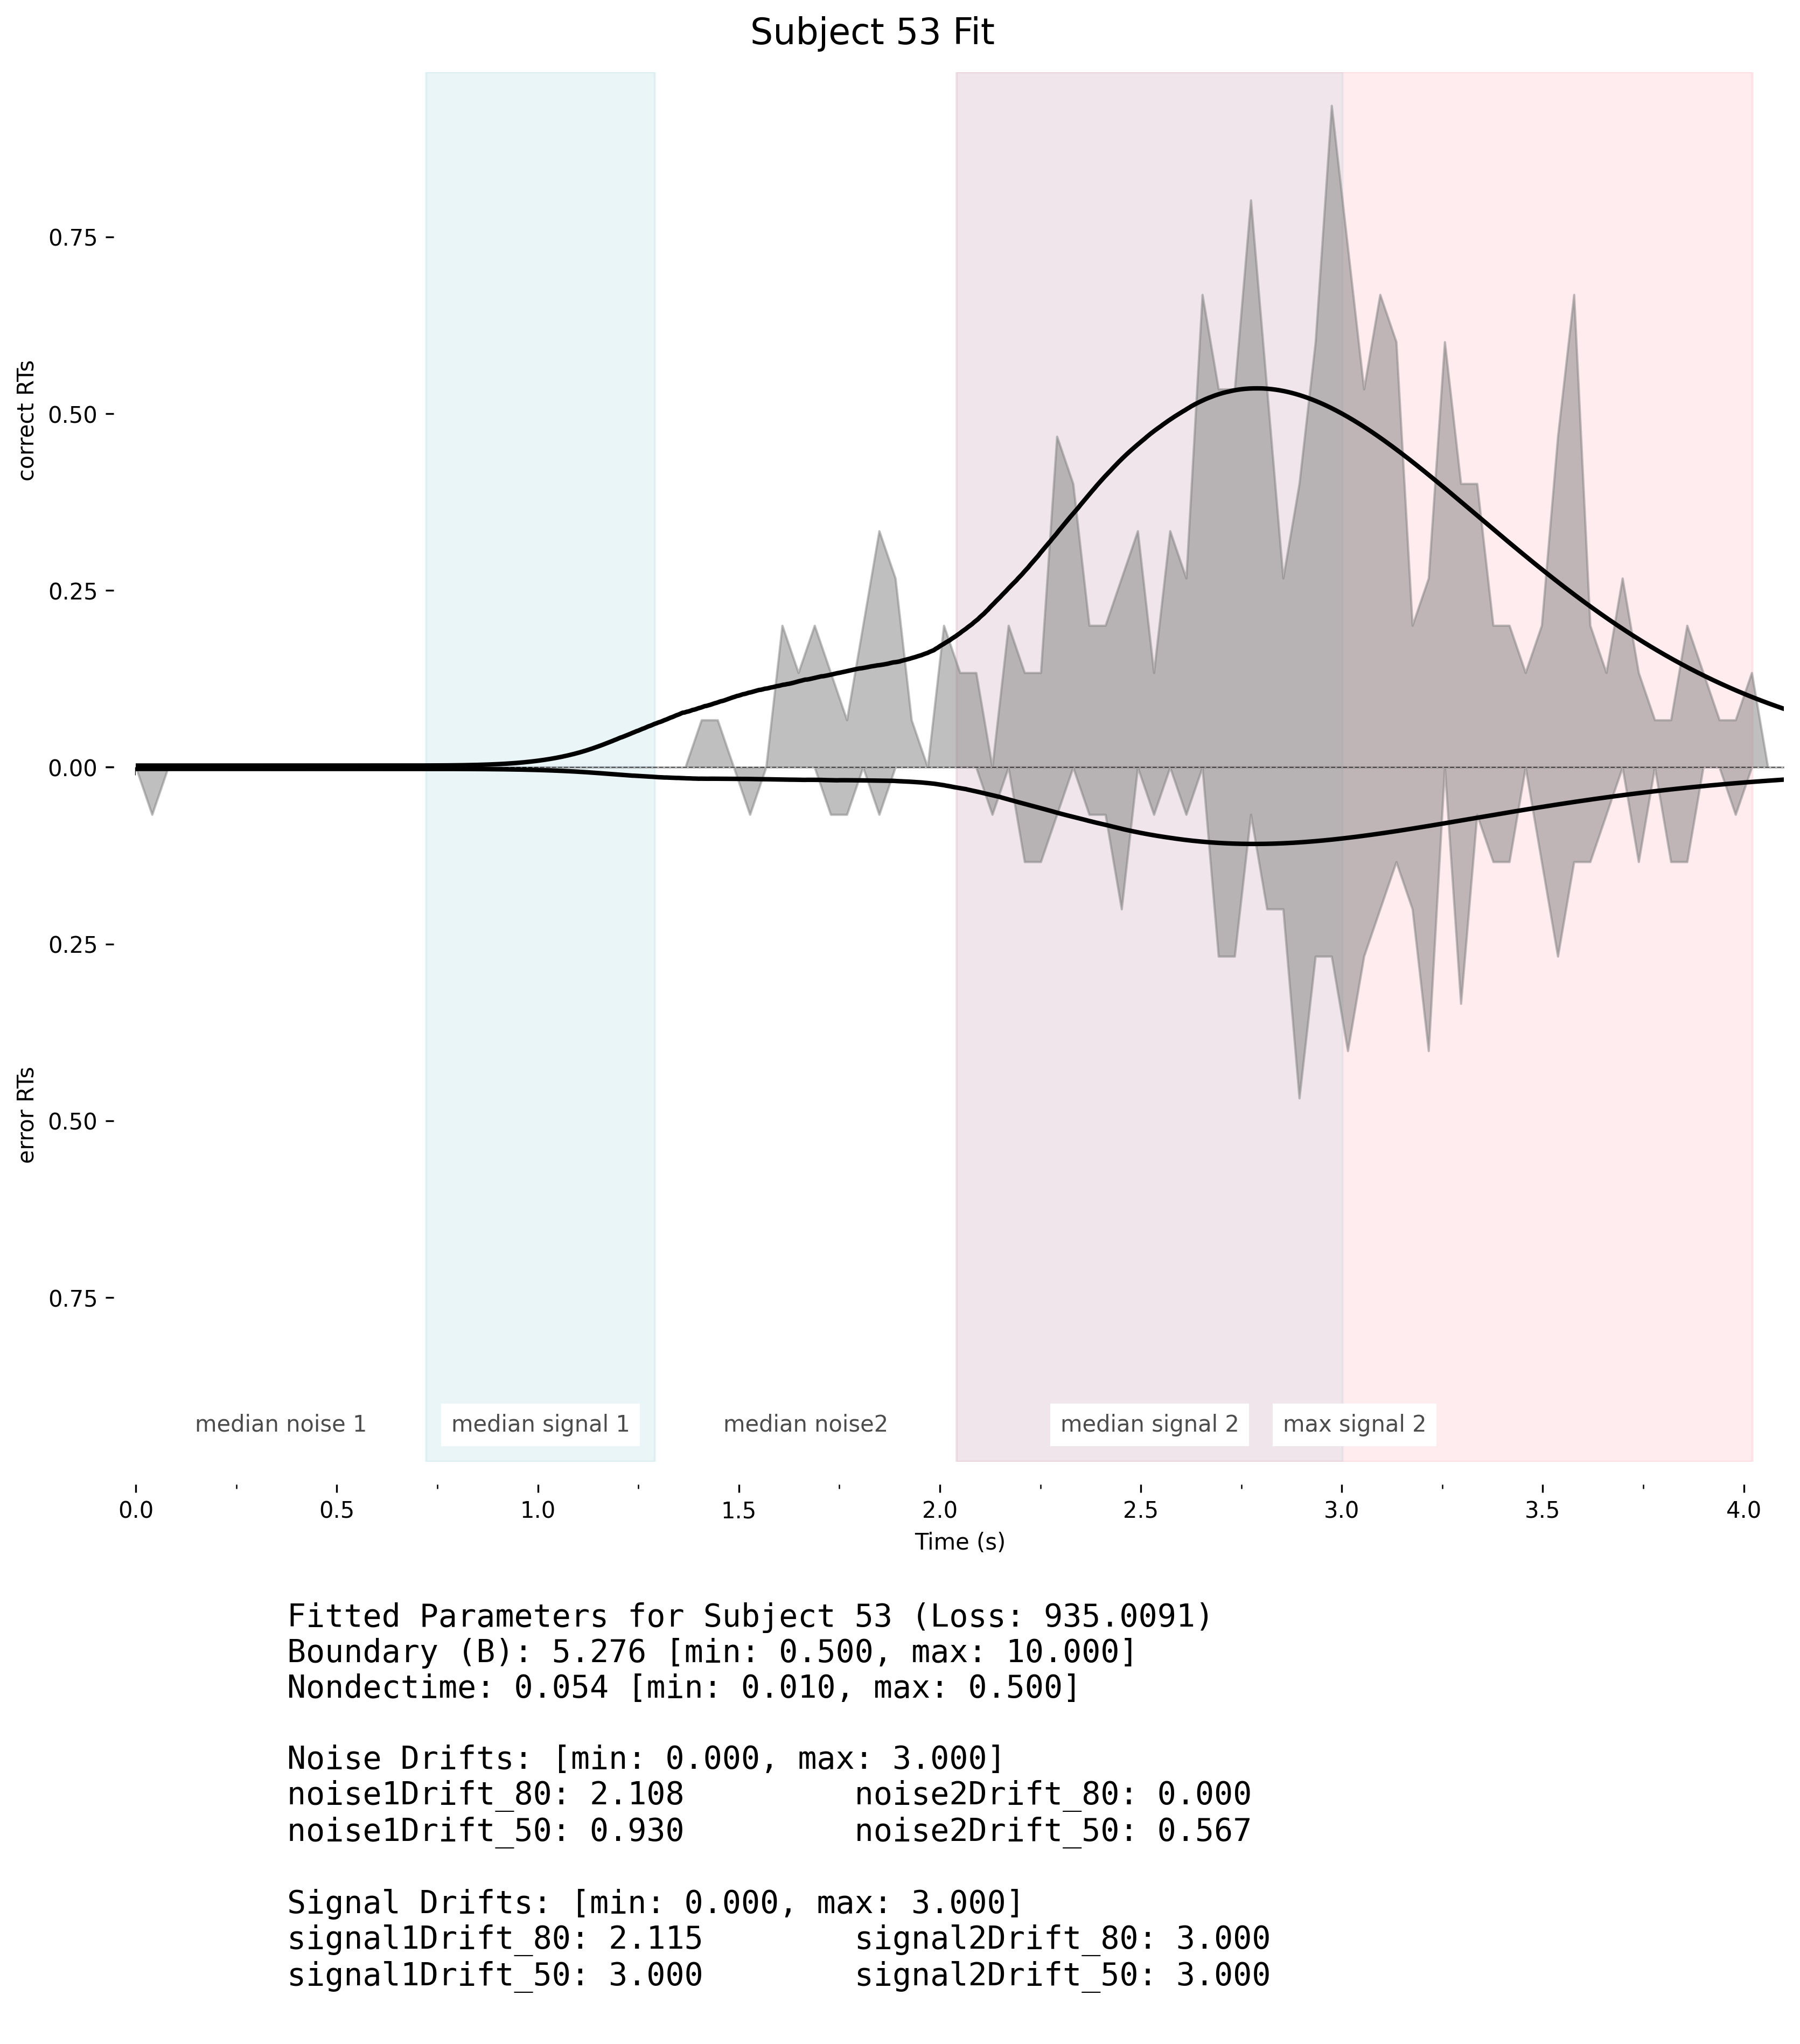 Subject 53 Fit
correct RTs
error RTs
0.75
0.50
0.25
0.00
0.25
0.50
0.75
median noise 1
median signal 1
median noise2
median signal 2
max signal 2
0.0 0.5 1.0 1.5 2.0 2.5 3.0 3.5 4.0
Time (s)
Fitted Parameters for Subject 53 (Loss: 935.0091)
Boundary (B): 5.276 [min: 0.500, max: 10.000]
Nondectime: 0.054 [min: 0.010, max: 0.500]
Noise Drifts: [min: 0.000, max: 3.000]
noise1Drift_80: 2.108 noise2Drift_80: 0.000
noise1Drift_50: 0.930 noise2Drift_50: 0.567
Signal Drifts: [min: 0.000, max: 3.000]
signal1Drift_80: 2.115 signal2Drift_80: 3.000
signal1Drift_50: 3.000 signal2Drift_50: 3.000